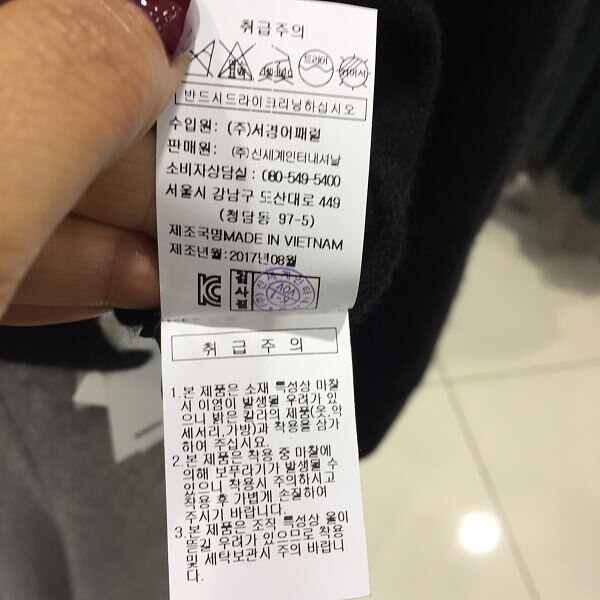 취급주의
드라이
반드시드라이크리닝하십시오
수입원: (주)서경어패럴
판매원: (주)신세계인터내셔날
소비자상담실 : 080-549-5400
서울시 강남구 도산대로 449
(청담동 97-5)
제조국명MADE IN VIETNAM
제조년월:2017년08월
검
사
필
취 급 주 의
1.본 제품은 소재 특성상 마찰
시 이염이 발생될 우려가 있
으니 밝은 칼라의 제품(옷,악
세서리,가방)과 착용을 삼가
하여 주십시요.
2.본 제품은 착용 중 마찰에
의해 보푸라기가 발생될 수
있으니 착용시 주의하시고
착용 후 가볍게 손질하여
주시기 바랍니다.
3.본 제품은 조직 특성상 올이
뜯길 우려가 있으므로 착용
및 세탁보관시 주의 바랍니
다.